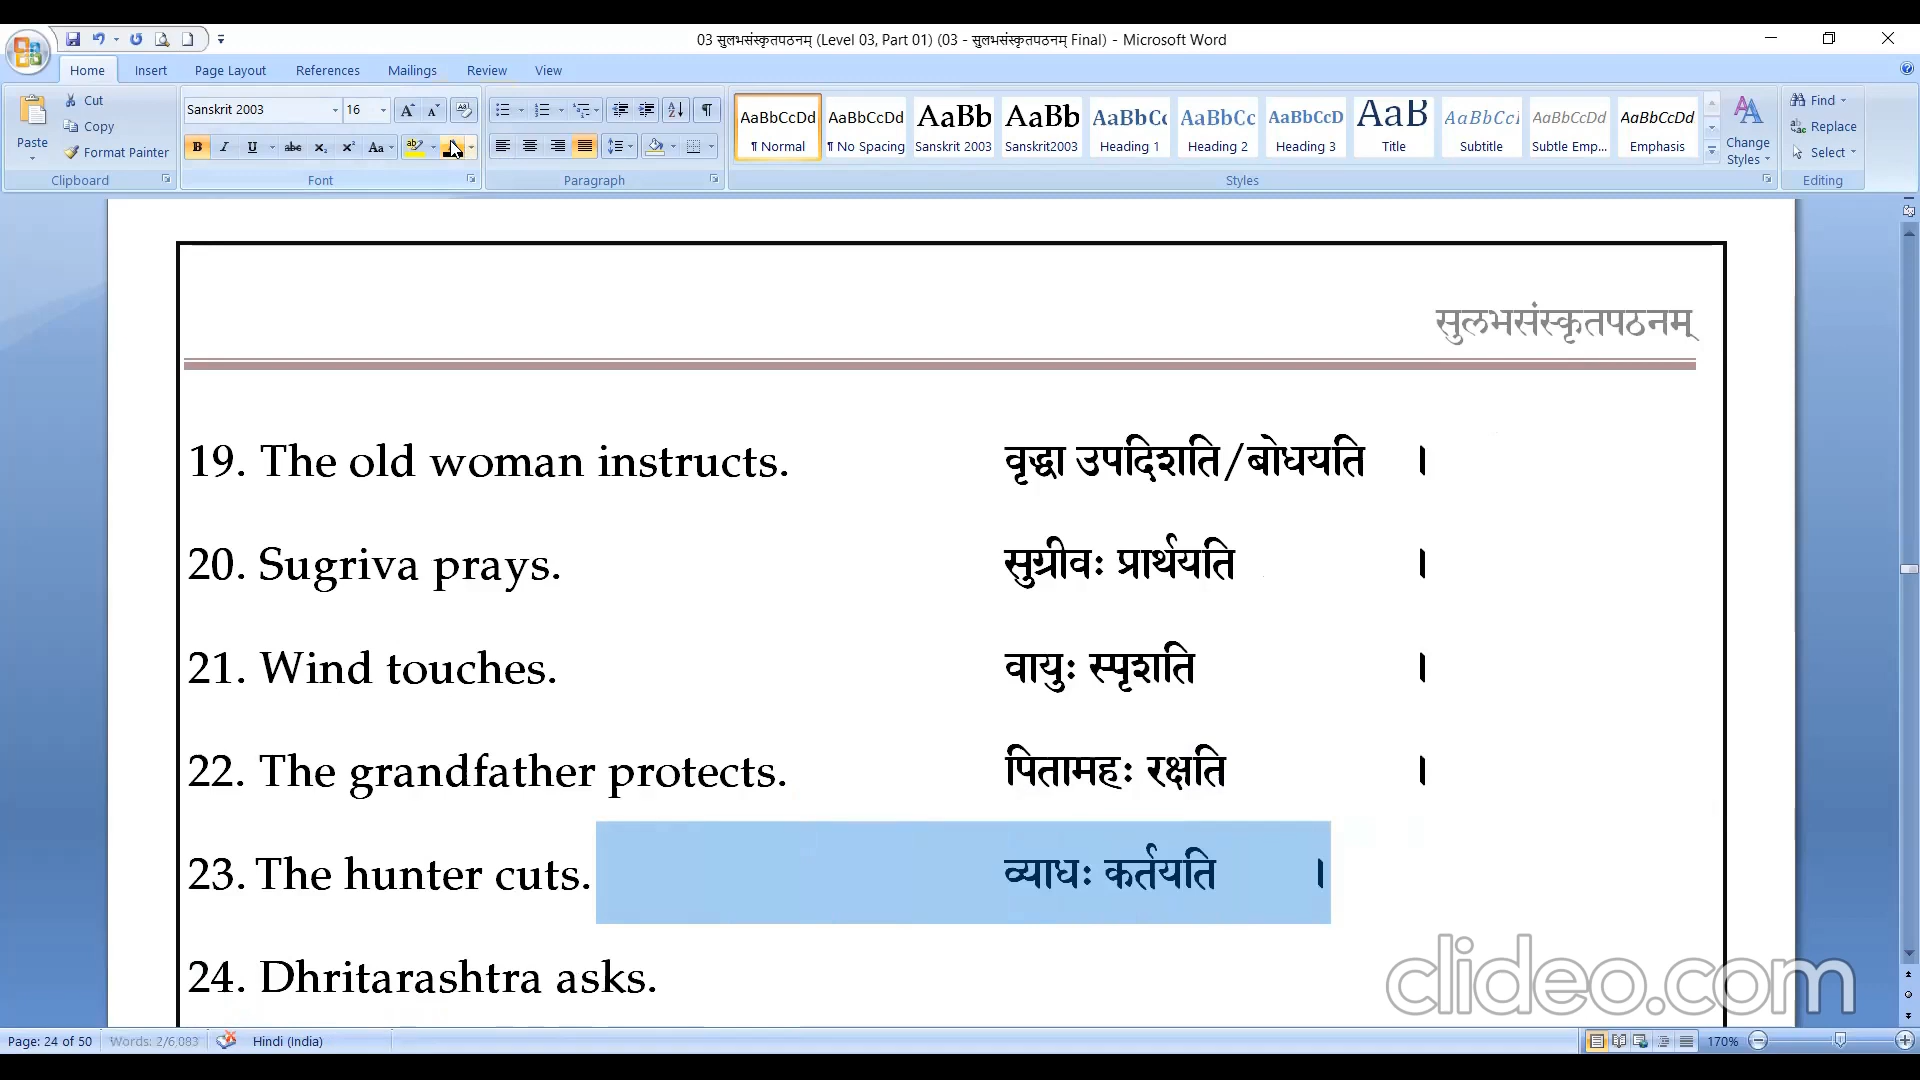 03 सुलभसंस्कृतपठनम् (Level 03, Part 01) (03 - सुलभसंस्कृतपठनम् Final) - Microsoft Word
Home Insert Page Layout References Mailings Review View
Paste Cut Copy Format Painter
Clipboard
Sanskrit 2003 16
Font
Paragraph
AaBbCcDd AaBbCcDd AaBb AaBb AaBbCc AaBbCc AaBbCcD AaB AaBbCcI AaBbCcDd AaBbCcDd
¶ Normal ¶ No Spacing Sanskrit 2003 Sanskrit2003 Heading 1 Heading 2 Heading 3 Title Subtitle Subtle Emp... Emphasis
Change Styles
Styles
Find Replace Select
Editing
सुलभसंस्कृतपठनम्
19. The old woman instructs. वृद्धा उपदिशति/बोधयति ।
20. Sugriva prays. सुग्रीवः प्रार्थयति ।
21. Wind touches. वायुः स्पृशति ।
22. The grandfather protects. पितामहः रक्षति ।
23. The hunter cuts. व्याधः कर्तयति ।
24. Dhritarashtra asks.
clideo.com
Page: 24 of 50 Words: 2/6,083 Hindi (India) 170%